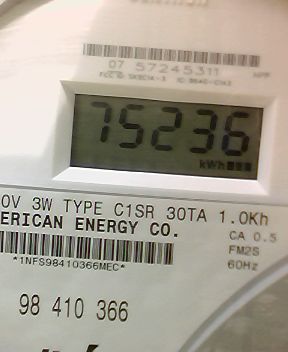 07 57245311
75236
kWh
0V 3W TYPE C1SR 30TA 1.0Kh
ERICAN ENERGY CO.
CA 0.5
FM2S
60Hz
*1NFS98410366MEC*
98 410 366